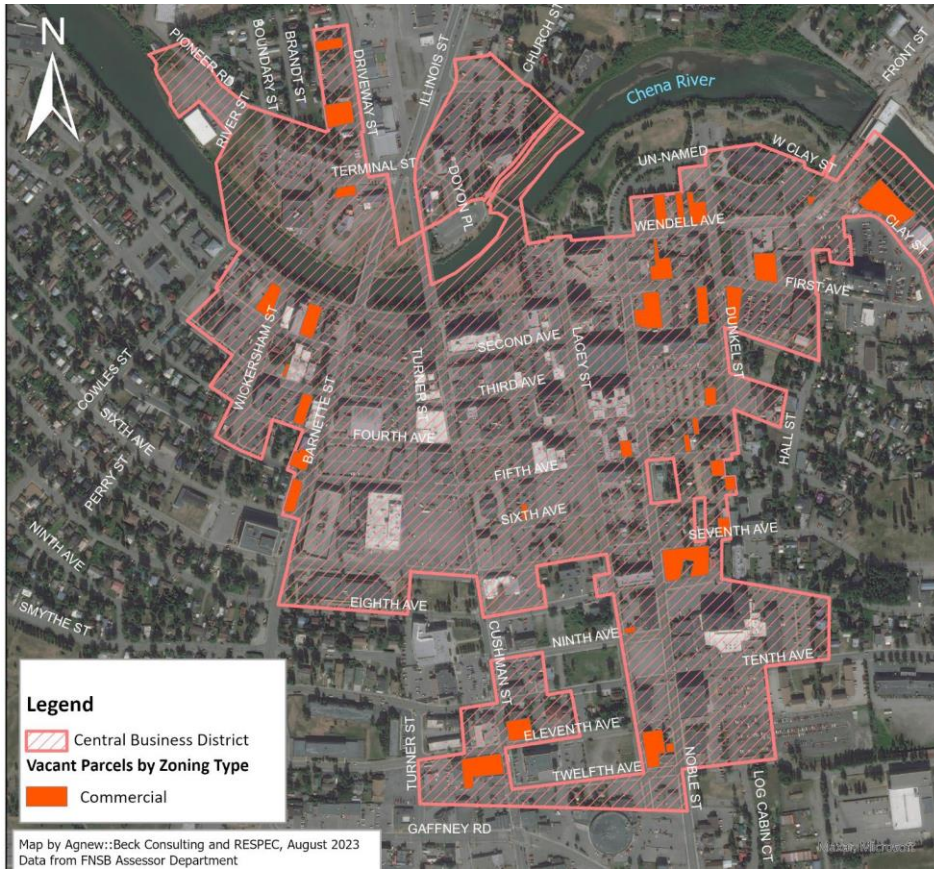 N
PIONEER RD
BOUNDARY ST
BRANDT ST
DRIVEWAY ST
ILLINOIS ST
CHURCH ST
FRONT ST
Chena River
RIVER ST
TERMINAL ST
DOYON PL
UN-NAMED
W CLAY ST
WENDELL AVE
CLAY ST
FIRST AVE
WICKERSHAM ST
COWLES ST
SECOND AVE
LACEY ST
DUNKEL ST
TURNER ST
THIRD AVE
BARNETTE ST
FOURTH AVE
SIXTH AVE
PERRY ST
FIFTH AVE
HALL ST
NINTH AVE
SIXTH AVE
SEVENTH AVE
SMYTHE ST
EIGHTH AVE
CUSHMAN ST
NINTH AVE
TENTH AVE
TURNER ST
ELEVENTH AVE
TWELFTH AVE
NOBLE ST
LOG CABIN CT
GAFFNEY RD
Legend
Central Business District
Vacant Parcels by Zoning Type
Commercial
Map by Agnew::Beck Consulting and RESPEC, August 2023
Data from FNSB Assessor Department
Maxar, Microsoft